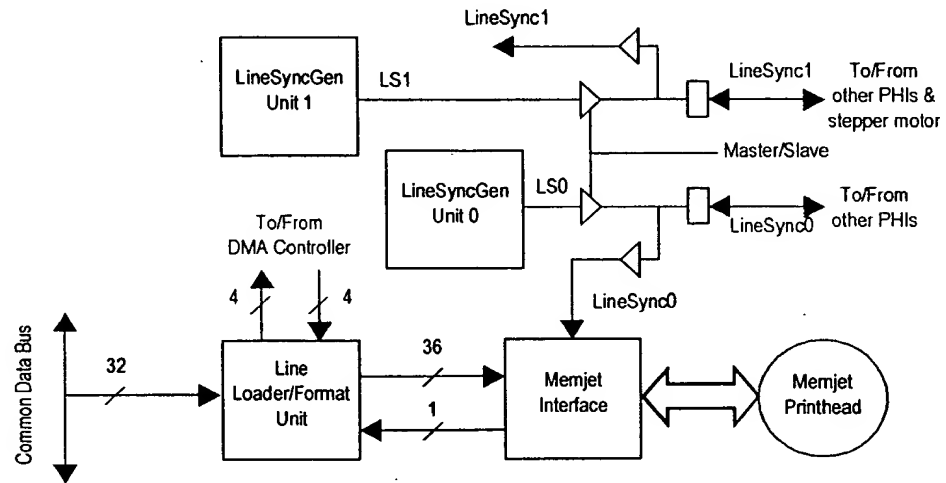 LineSync1
LineSyncGen
Unit 1
LS1
LineSync1
To/From
other PHIs &
stepper motor
Master/Slave
LineSyncGen
Unit 0
LS0
To/From
other PHIs
LineSync0
To/From
DMA Controller
4
4
LineSync0
Common Data Bus
32
Line
Loader/Format
Unit
36
1
Memjet
Interface
Memjet
Printhead